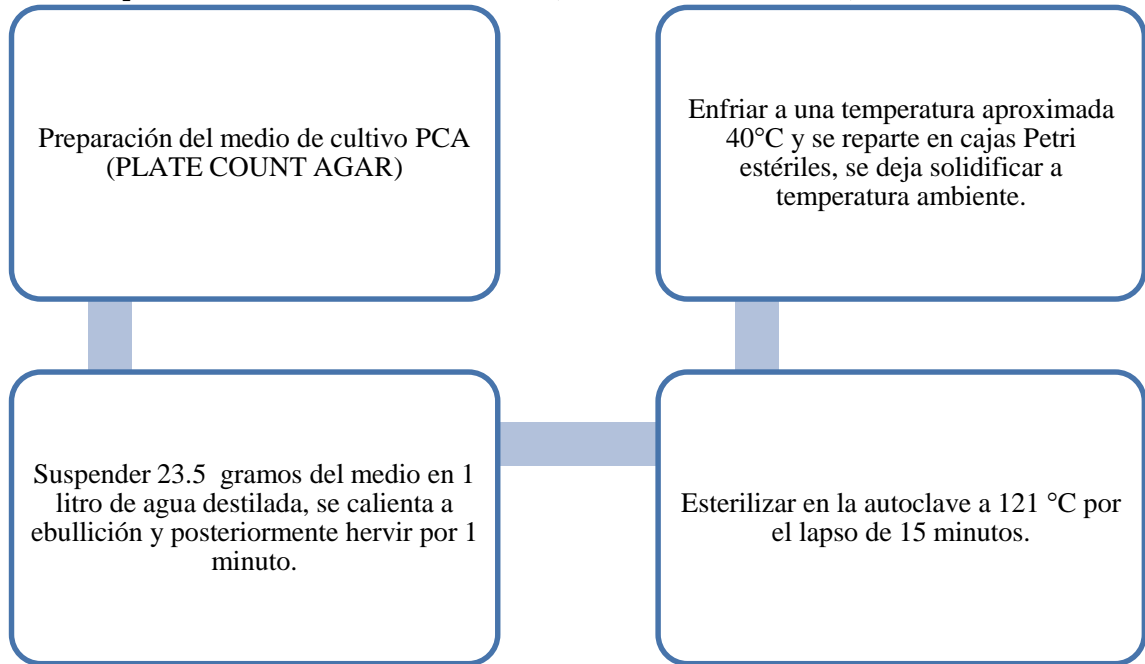 Preparación del medio de cultivo PCA
(PLATE COUNT AGAR)
Suspender 23.5 gramos del medio en 1
litro de agua destilada, se calienta a
ebullición y posteriormente hervir por 1
minuto.
Esterilizar en la autoclave a 121 °C por
el lapso de 15 minutos.
Enfriar a una temperatura aproximada
40°C y se reparte en cajas Petri
estériles, se deja solidificar a
temperatura ambiente.